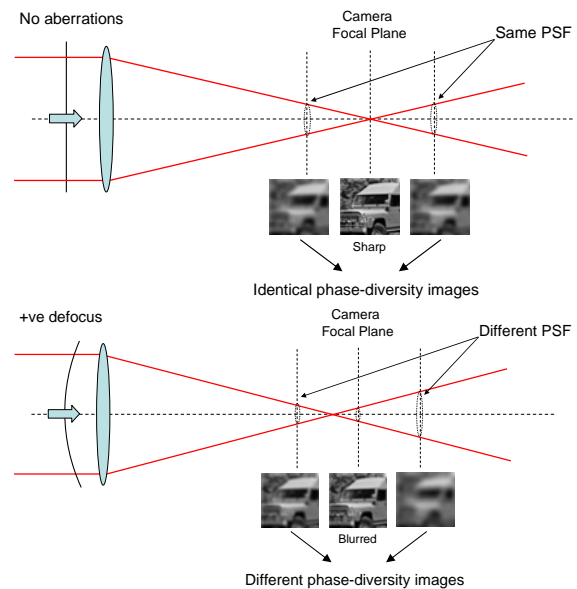 No aberrations
Camera
Focal Plane
Same PSF
Sharp
Identical phase-diversity images
+ve defocus
Camera
Focal Plane
Different PSF
Blurred
Different phase-diversity images